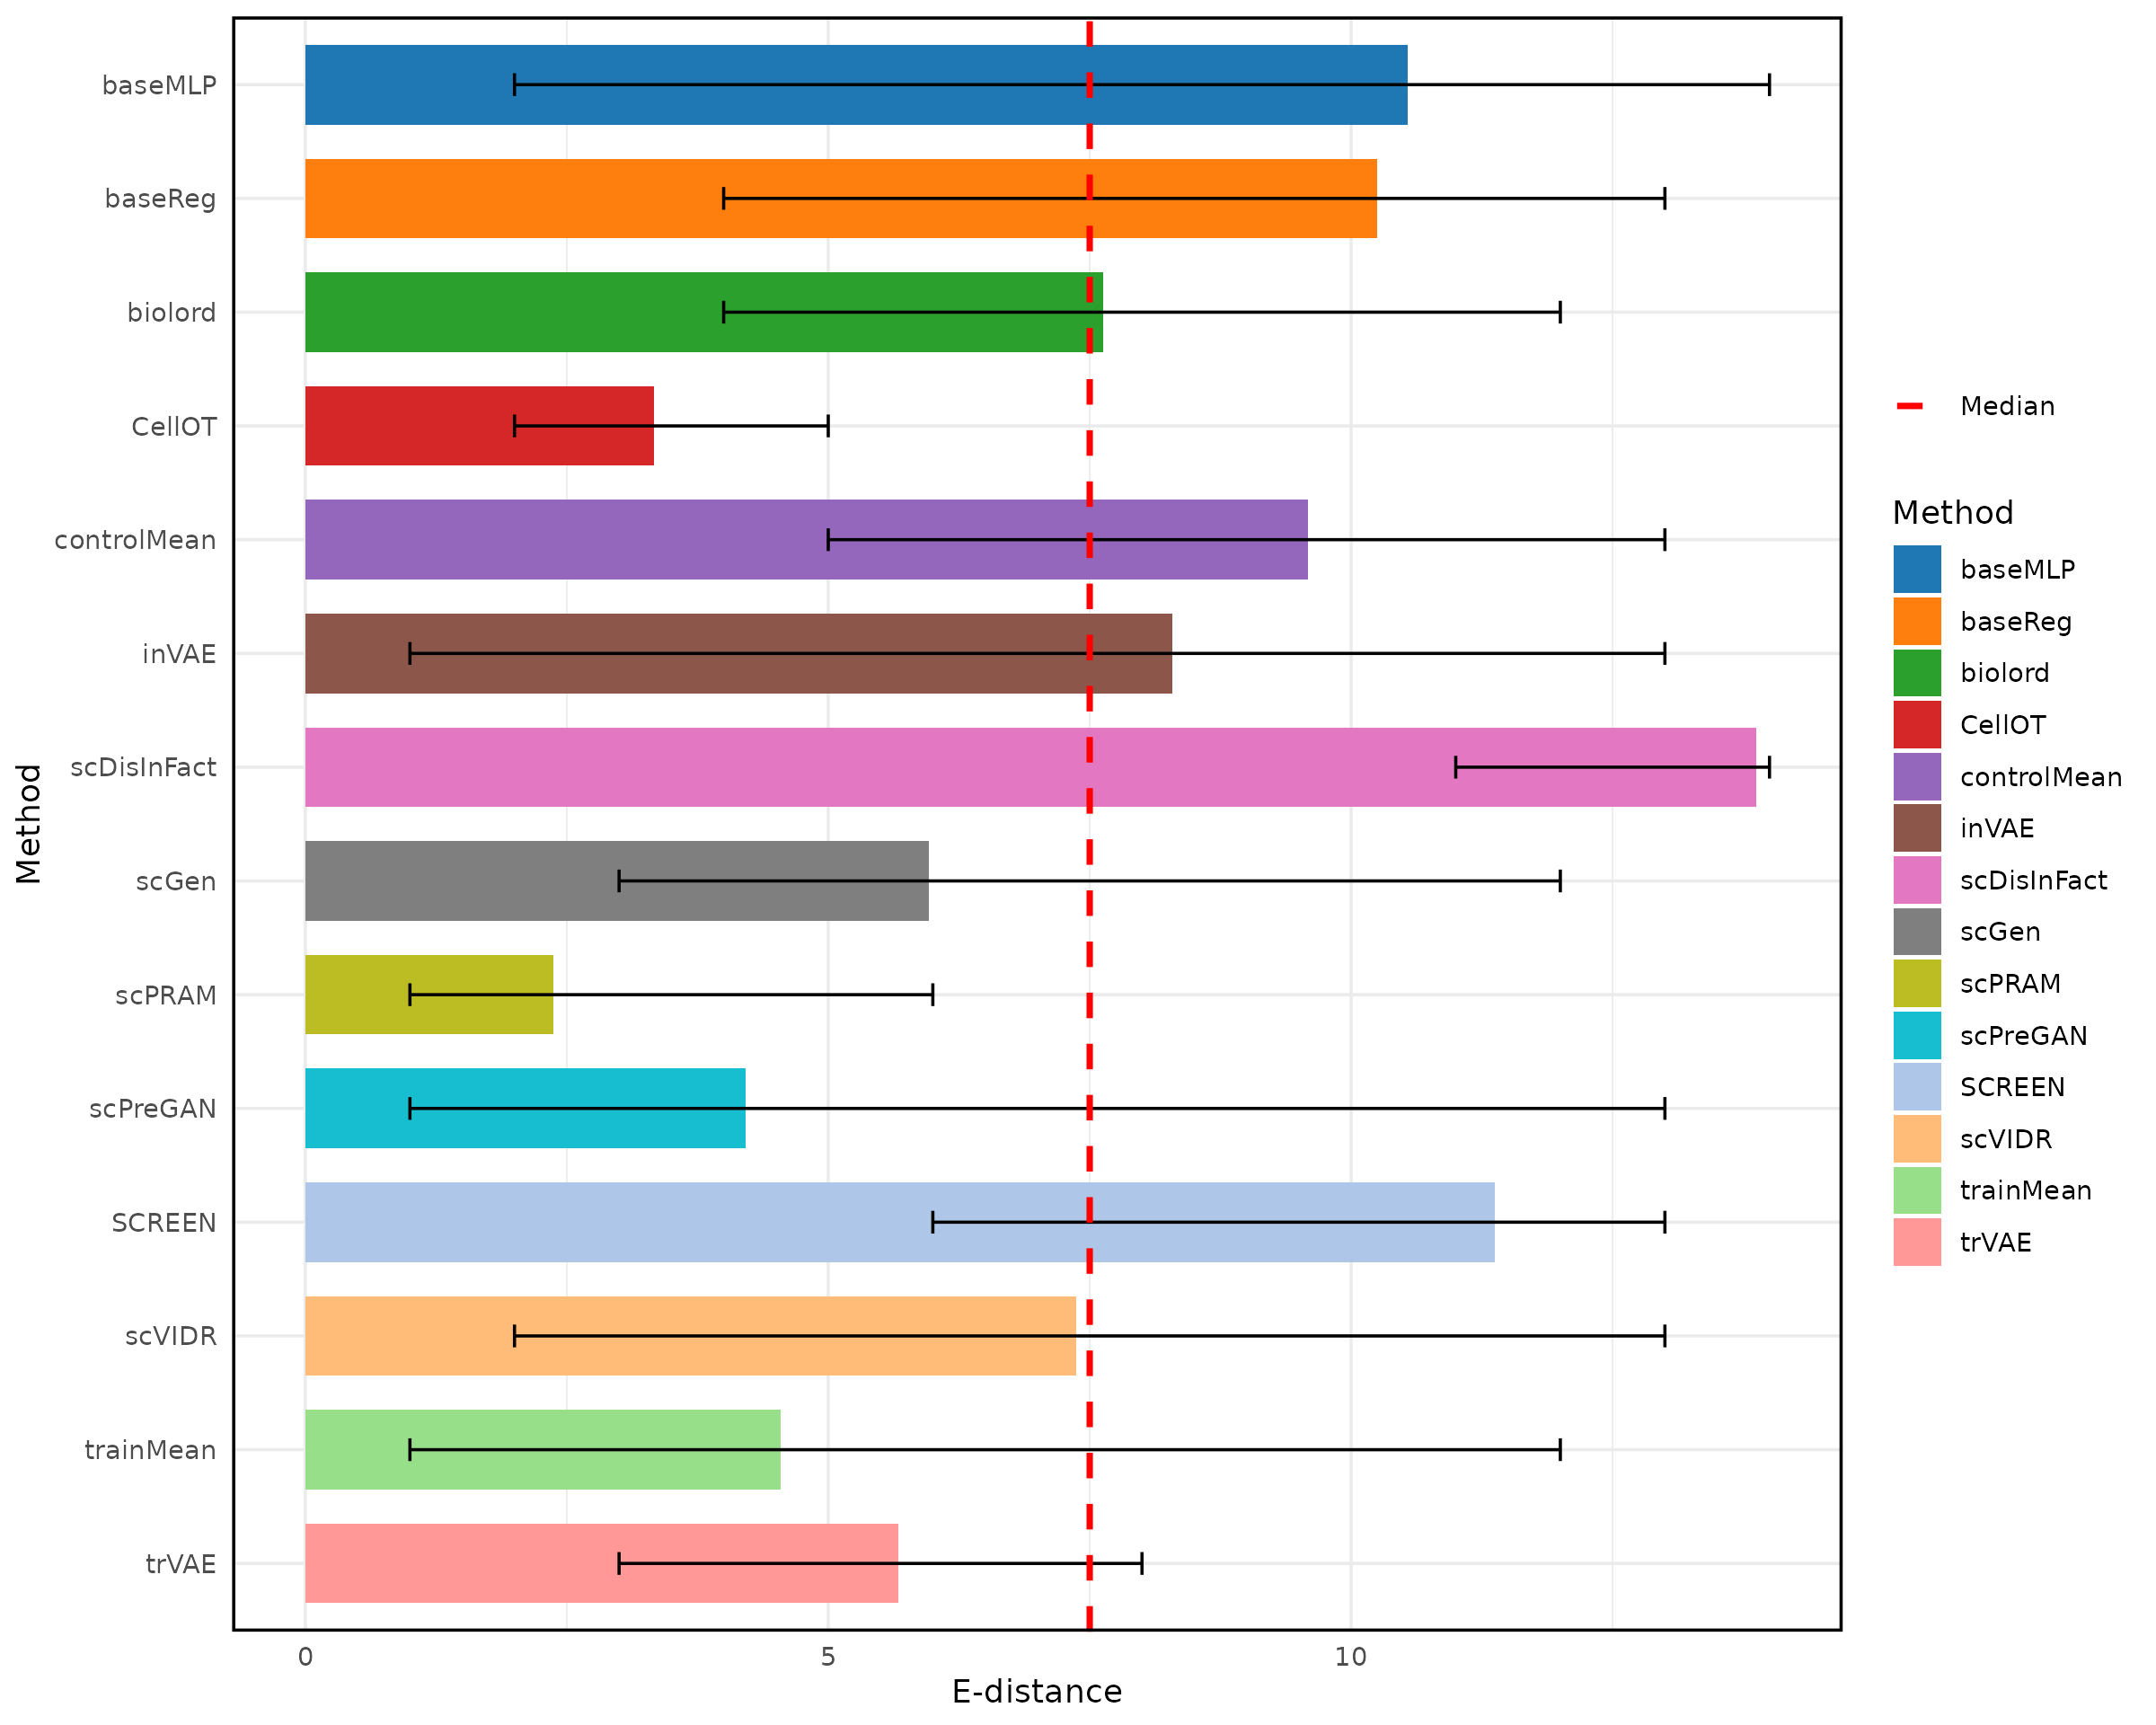 baseMLP
baseReg
biolord
CellOT
controlMean
inVAE
scDisInFact
scGen
scPRAM
scPreGAN
SCREEN
scVIDR
trainMean
trVAE
Method
0 5 10
E-distance
Median
Method
baseMLP
baseReg
biolord
CellOT
controlMean
inVAE
scDisInFact
scGen
scPRAM
scPreGAN
SCREEN
scVIDR
trainMean
trVAE